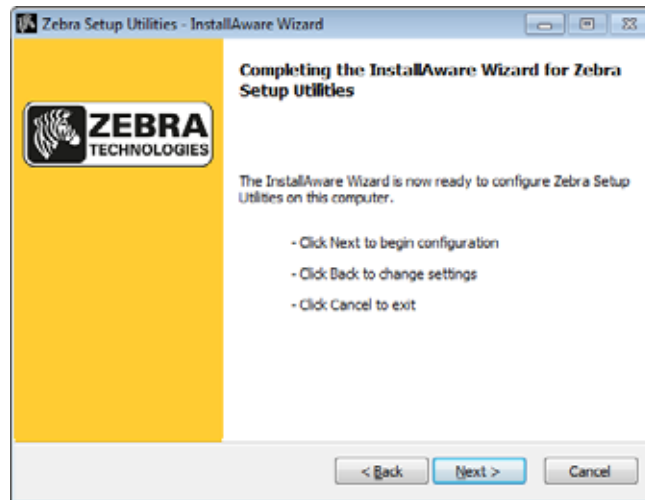 Zebra Setup Utilities - InstallAware Wizard
Completing the InstallAware Wizard for Zebra
Setup Utilities
ZEBRA
TECHNOLOGIES
The InstallAware Wizard is now ready to configure Zebra Setup
Utilities on this computer.
- Click Next to begin configuration
- Click Back to change settings
- Click Cancel to exit
< Back
Next >
Cancel